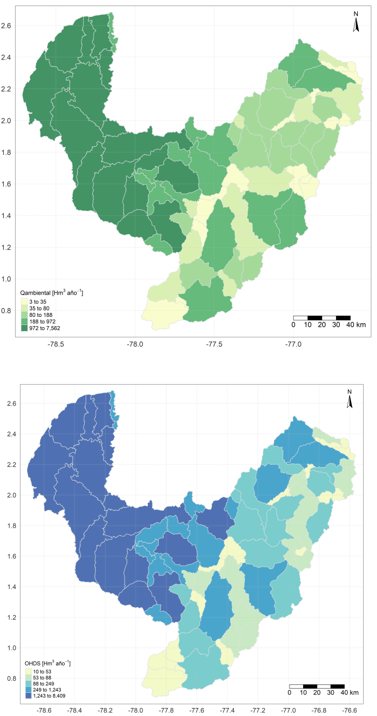 N
2.6
2.4
2.2
2.0
1.8
1.6
1.4
1.2
1.0
0.8
Qambiental [Hm³ año⁻¹]
3 to 35
35 to 80
80 to 188
188 to 972
972 to 7,562
0 10 20 30 40 km
-78.5 -78.0 -77.5 -77.0
N
2.6
2.4
2.2
2.0
1.8
1.6
1.4
1.2
1.0
0.8
OHDS [Hm³ año⁻¹]
10 to 53
53 to 88
88 to 249
249 to 1,243
1,243 to 8,409
0 10 20 30 40 km
-78.6 -78.4 -78.2 -78.0 -77.8 -77.6 -77.4 -77.2 -77.0 -76.8 -76.6